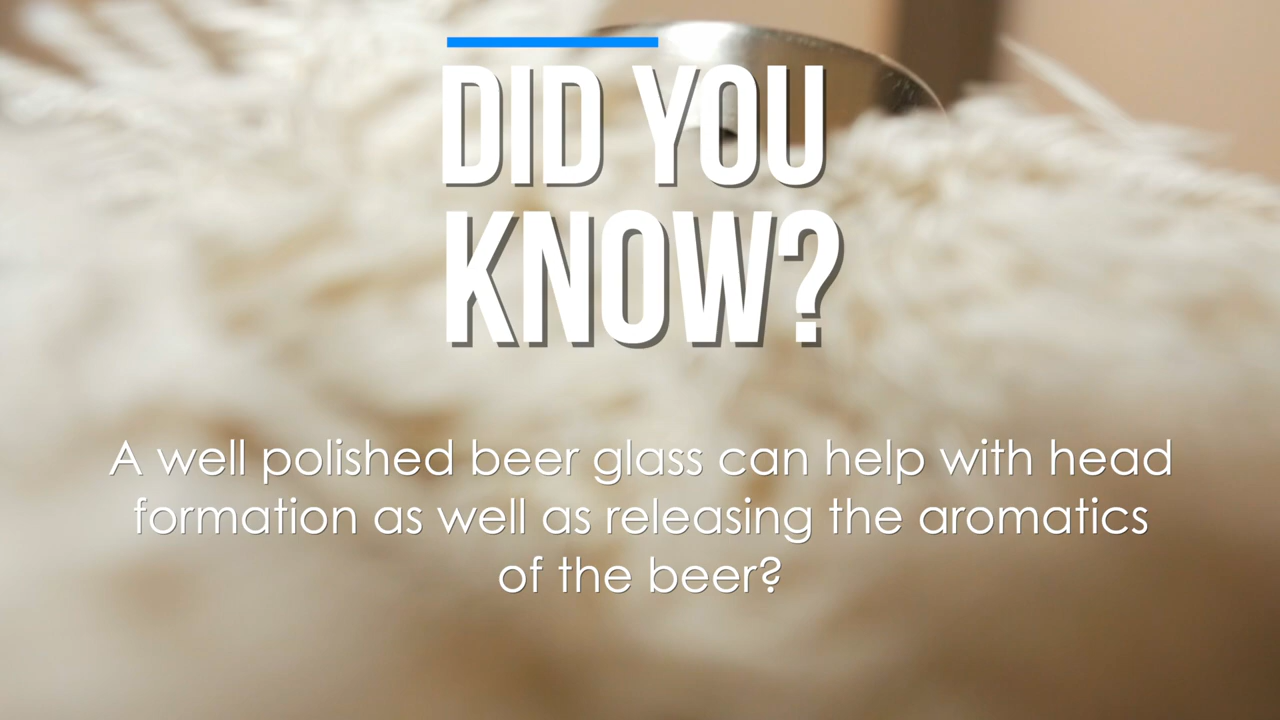 DID YOU
KNOW?
A well polished beer glass can help with head
formation as well as releasing the aromatics
of the beer?